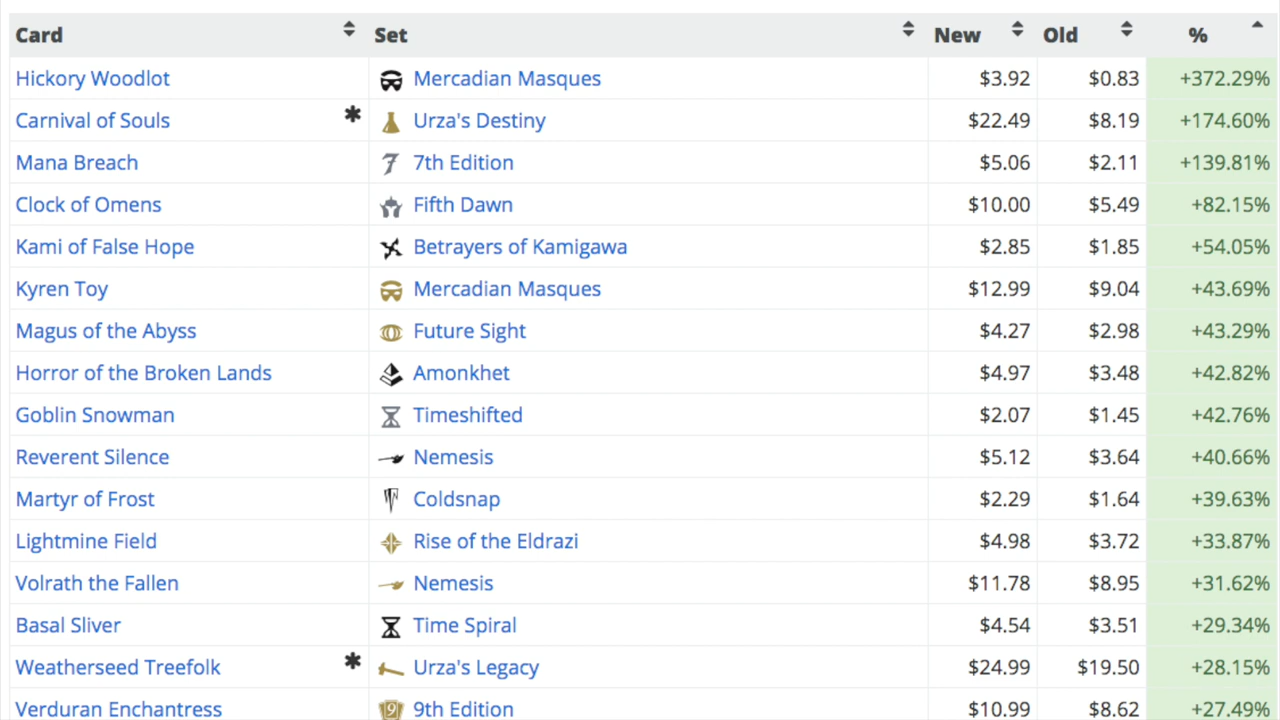 Card Set New Old %
Hickory Woodlot Mercadian Masques $3.92 $0.83 +372.29%
Carnival of Souls ✱ Urza's Destiny $22.49 $8.19 +174.60%
Mana Breach 7 7th Edition $5.06 $2.11 +139.81%
Clock of Omens Fifth Dawn $10.00 $5.49 +82.15%
Kami of False Hope Betrayers of Kamigawa $2.85 $1.85 +54.05%
Kyren Toy Mercadian Masques $12.99 $9.04 +43.69%
Magus of the Abyss Future Sight $4.27 $2.98 +43.29%
Horror of the Broken Lands Amonkhet $4.97 $3.48 +42.82%
Goblin Snowman Timeshifted $2.07 $1.45 +42.76%
Reverent Silence Nemesis $5.12 $3.64 +40.66%
Martyr of Frost Coldsnap $2.29 $1.64 +39.63%
Lightmine Field Rise of the Eldrazi $4.98 $3.72 +33.87%
Volrath the Fallen Nemesis $11.78 $8.95 +31.62%
Basal Sliver Time Spiral $4.54 $3.51 +29.34%
Weatherseed Treefolk ✱ Urza's Legacy $24.99 $19.50 +28.15%
Verduran Enchantress 9 9th Edition $10.99 $8.62 +27.49%